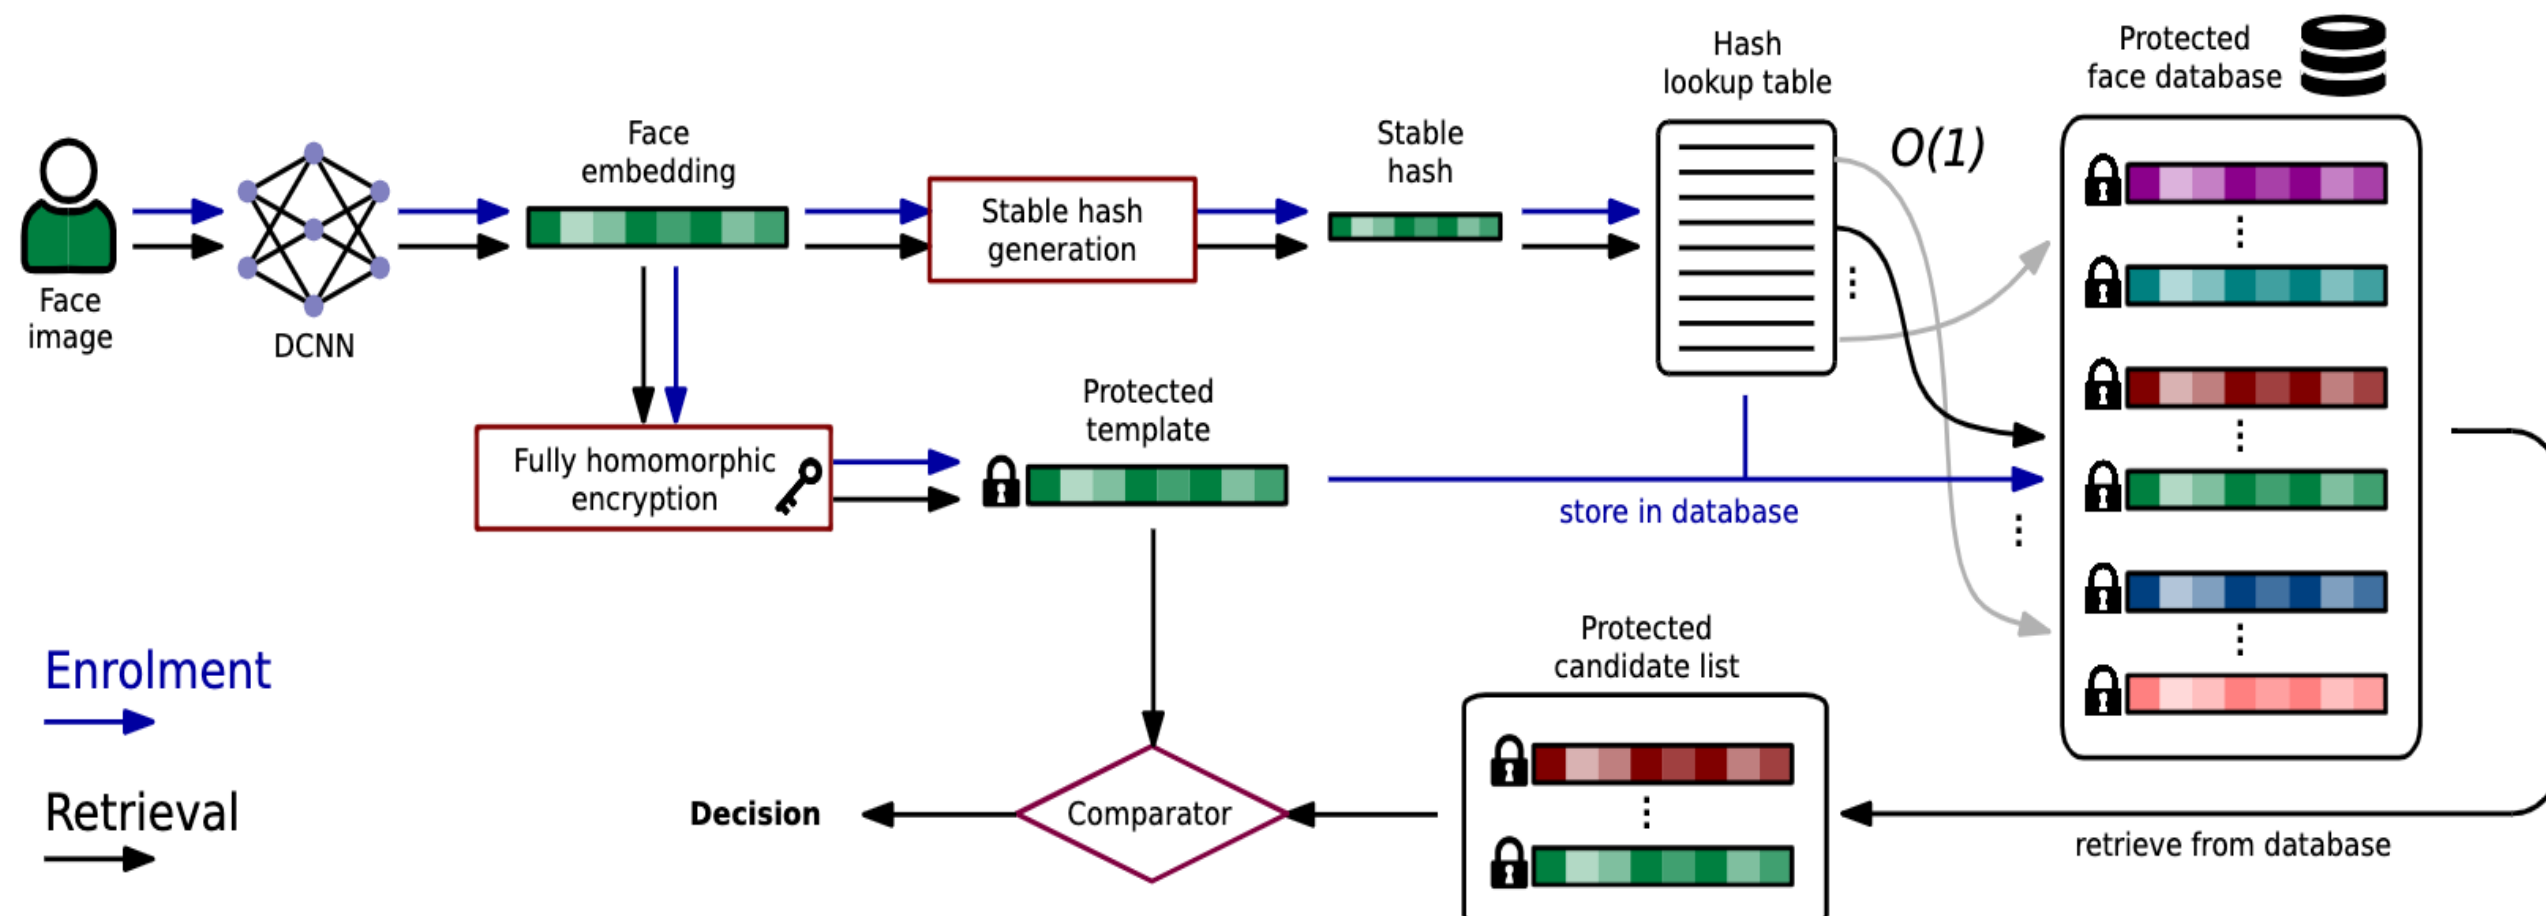 Hash
lookup table
Protected
face database
Face
embedding
Stable
hash
O(1)
Stable hash
generation
Face
image
DCNN
Protected
template
Fully homomorphic
encryption
store in database
Protected
candidate list
Enrolment
Retrieval
Decision
Comparator
retrieve from database